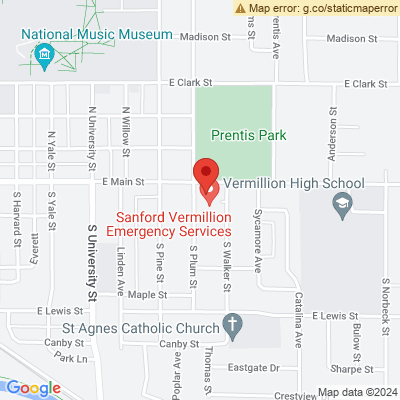 Map error: g.co/staticmaperror
National Music Museum
Madison St
Madison St
ms St
Prentis Ave
E Clark St
E Clark St
Prentis Park
Anderson St
N Yale St
N University St
N Willow St
E Main St
Vermillion High School
Sanford Vermillion
Emergency Services
S Harvard St
S Yale St
Everett
S University St
Linden Ave
S Pine St
S Plum St
S Walker St
Sycamore Ave
Catalina Ave
S Norbeck St
Maple St
E Lewis St
E Lewis St
St Agnes Catholic Church
Canby St
Canby St
Park Ln
Poplar Ave
Thomas St
Bulow St
Eastgate Dr
Sharpe St
Crestview
Google
Map data ©2024